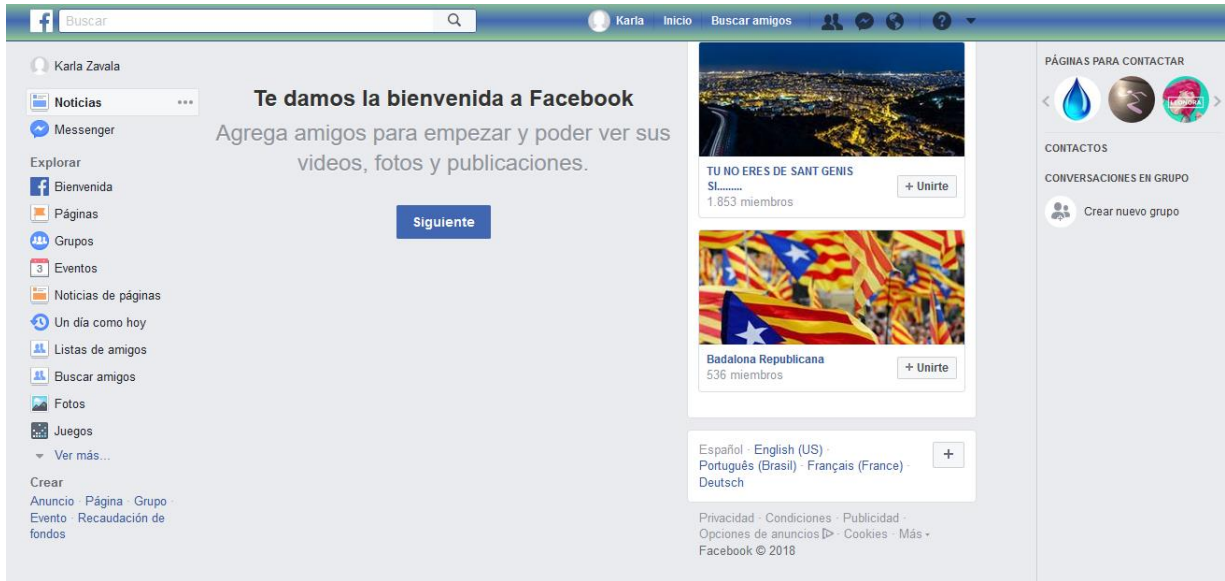 Buscar
Karla Inicio Buscar amigos
Karla Zavala
Noticias
Messenger
Explorar
Bienvenida
Páginas
Grupos
3 Eventos
Noticias de páginas
Un día como hoy
Listas de amigos
Buscar amigos
Fotos
Juegos
Ver más...
Crear
Anuncio · Página · Grupo ·
Evento · Recaudación de
fondos
Te damos la bienvenida a Facebook
Agrega amigos para empezar y poder ver sus
videos, fotos y publicaciones.
Siguiente
TU NO ERES DE SANT GENIS
SI.........
1.853 miembros
+ Unirte
Badalona Republicana
536 miembros
+ Unirte
Español · English (US) ·
Português (Brasil) · Français (France) ·
Deutsch
+
Privacidad · Condiciones · Publicidad ·
Opciones de anuncios · Cookies · Más
Facebook © 2018
PÁGINAS PARA CONTACTAR
LEONORA
CONTACTOS
CONVERSACIONES EN GRUPO
Crear nuevo grupo